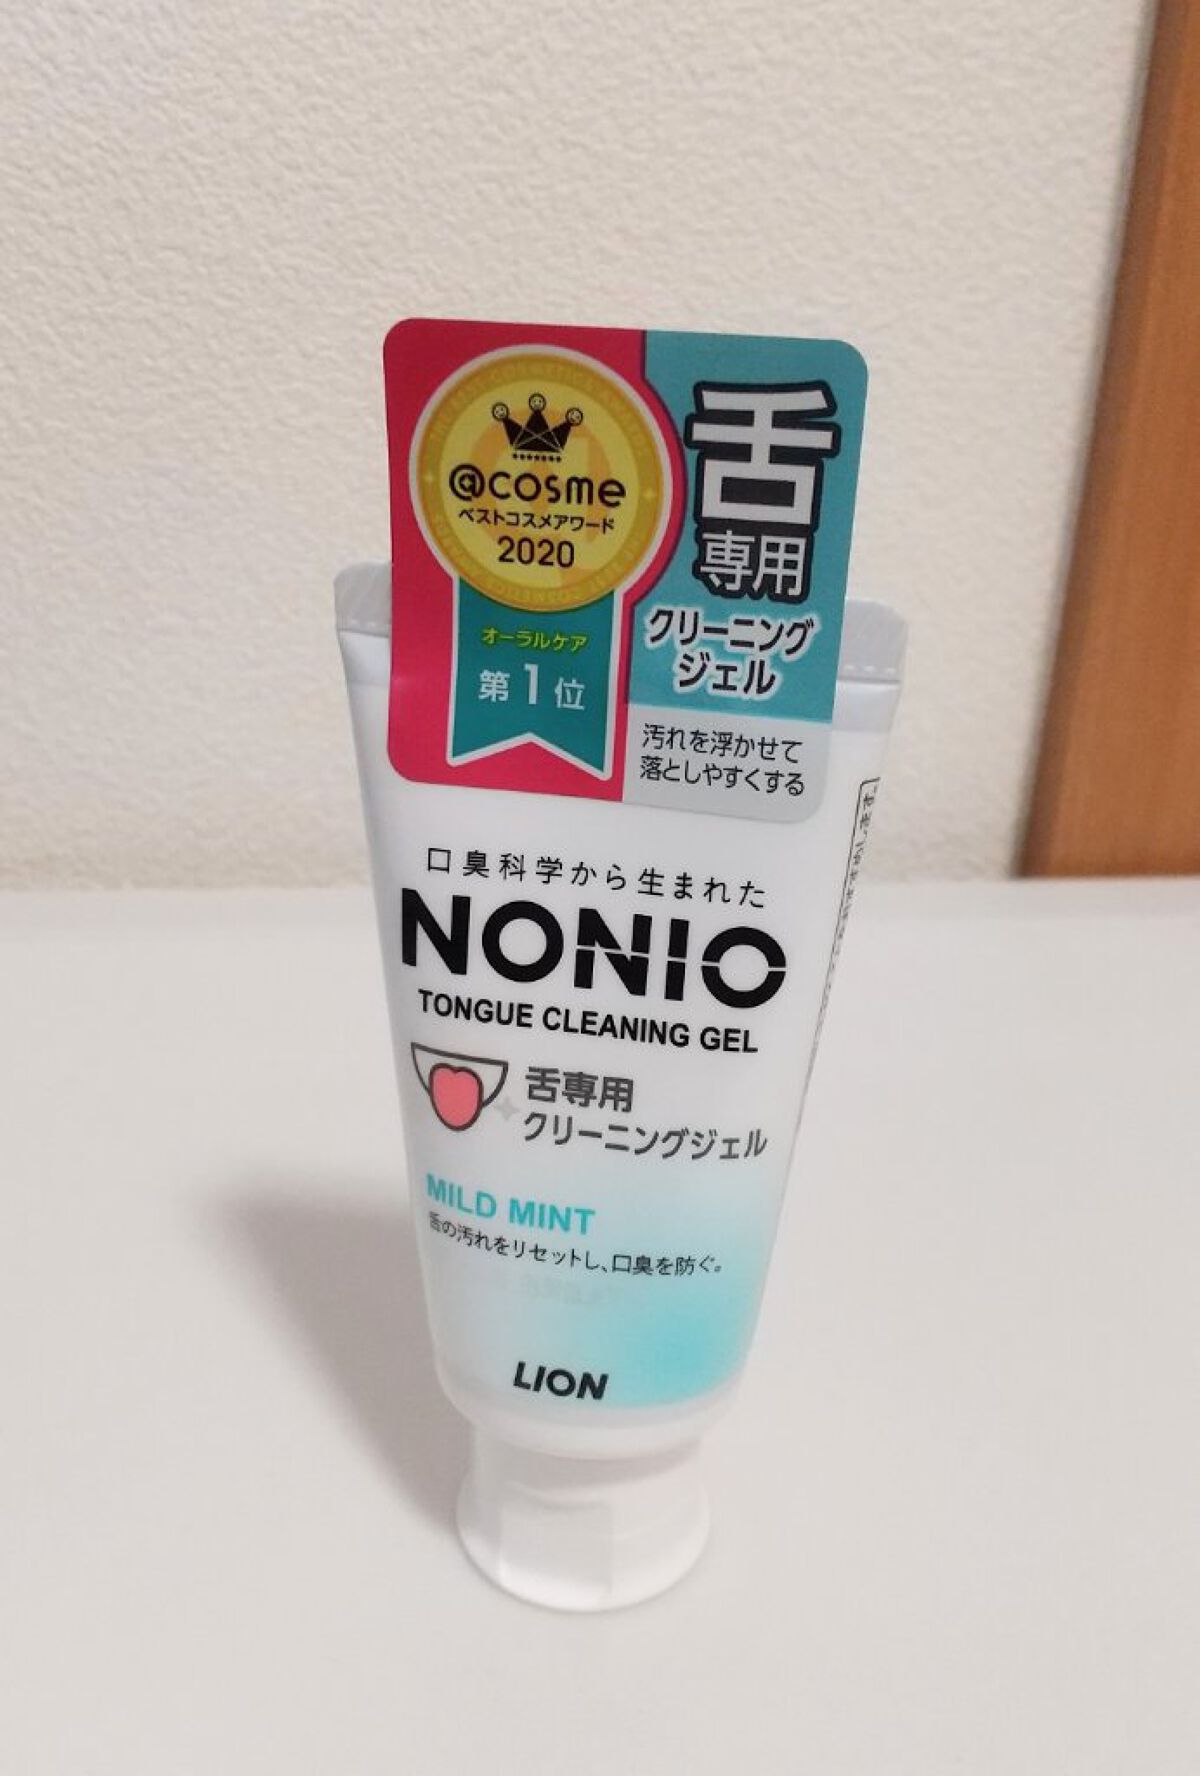 @cosme
ベストコスメアワード
2020
オーラルケア
第1位
舌
専用
クリーニング
ジェル
汚れを浮かせて
落としやすくする
口臭科学から生まれた
NONIO
TONGUE CLEANING GEL
舌専用
クリーニングジェル
MILD MINT
舌の汚れをリセットし、口臭を防ぐ。
LION